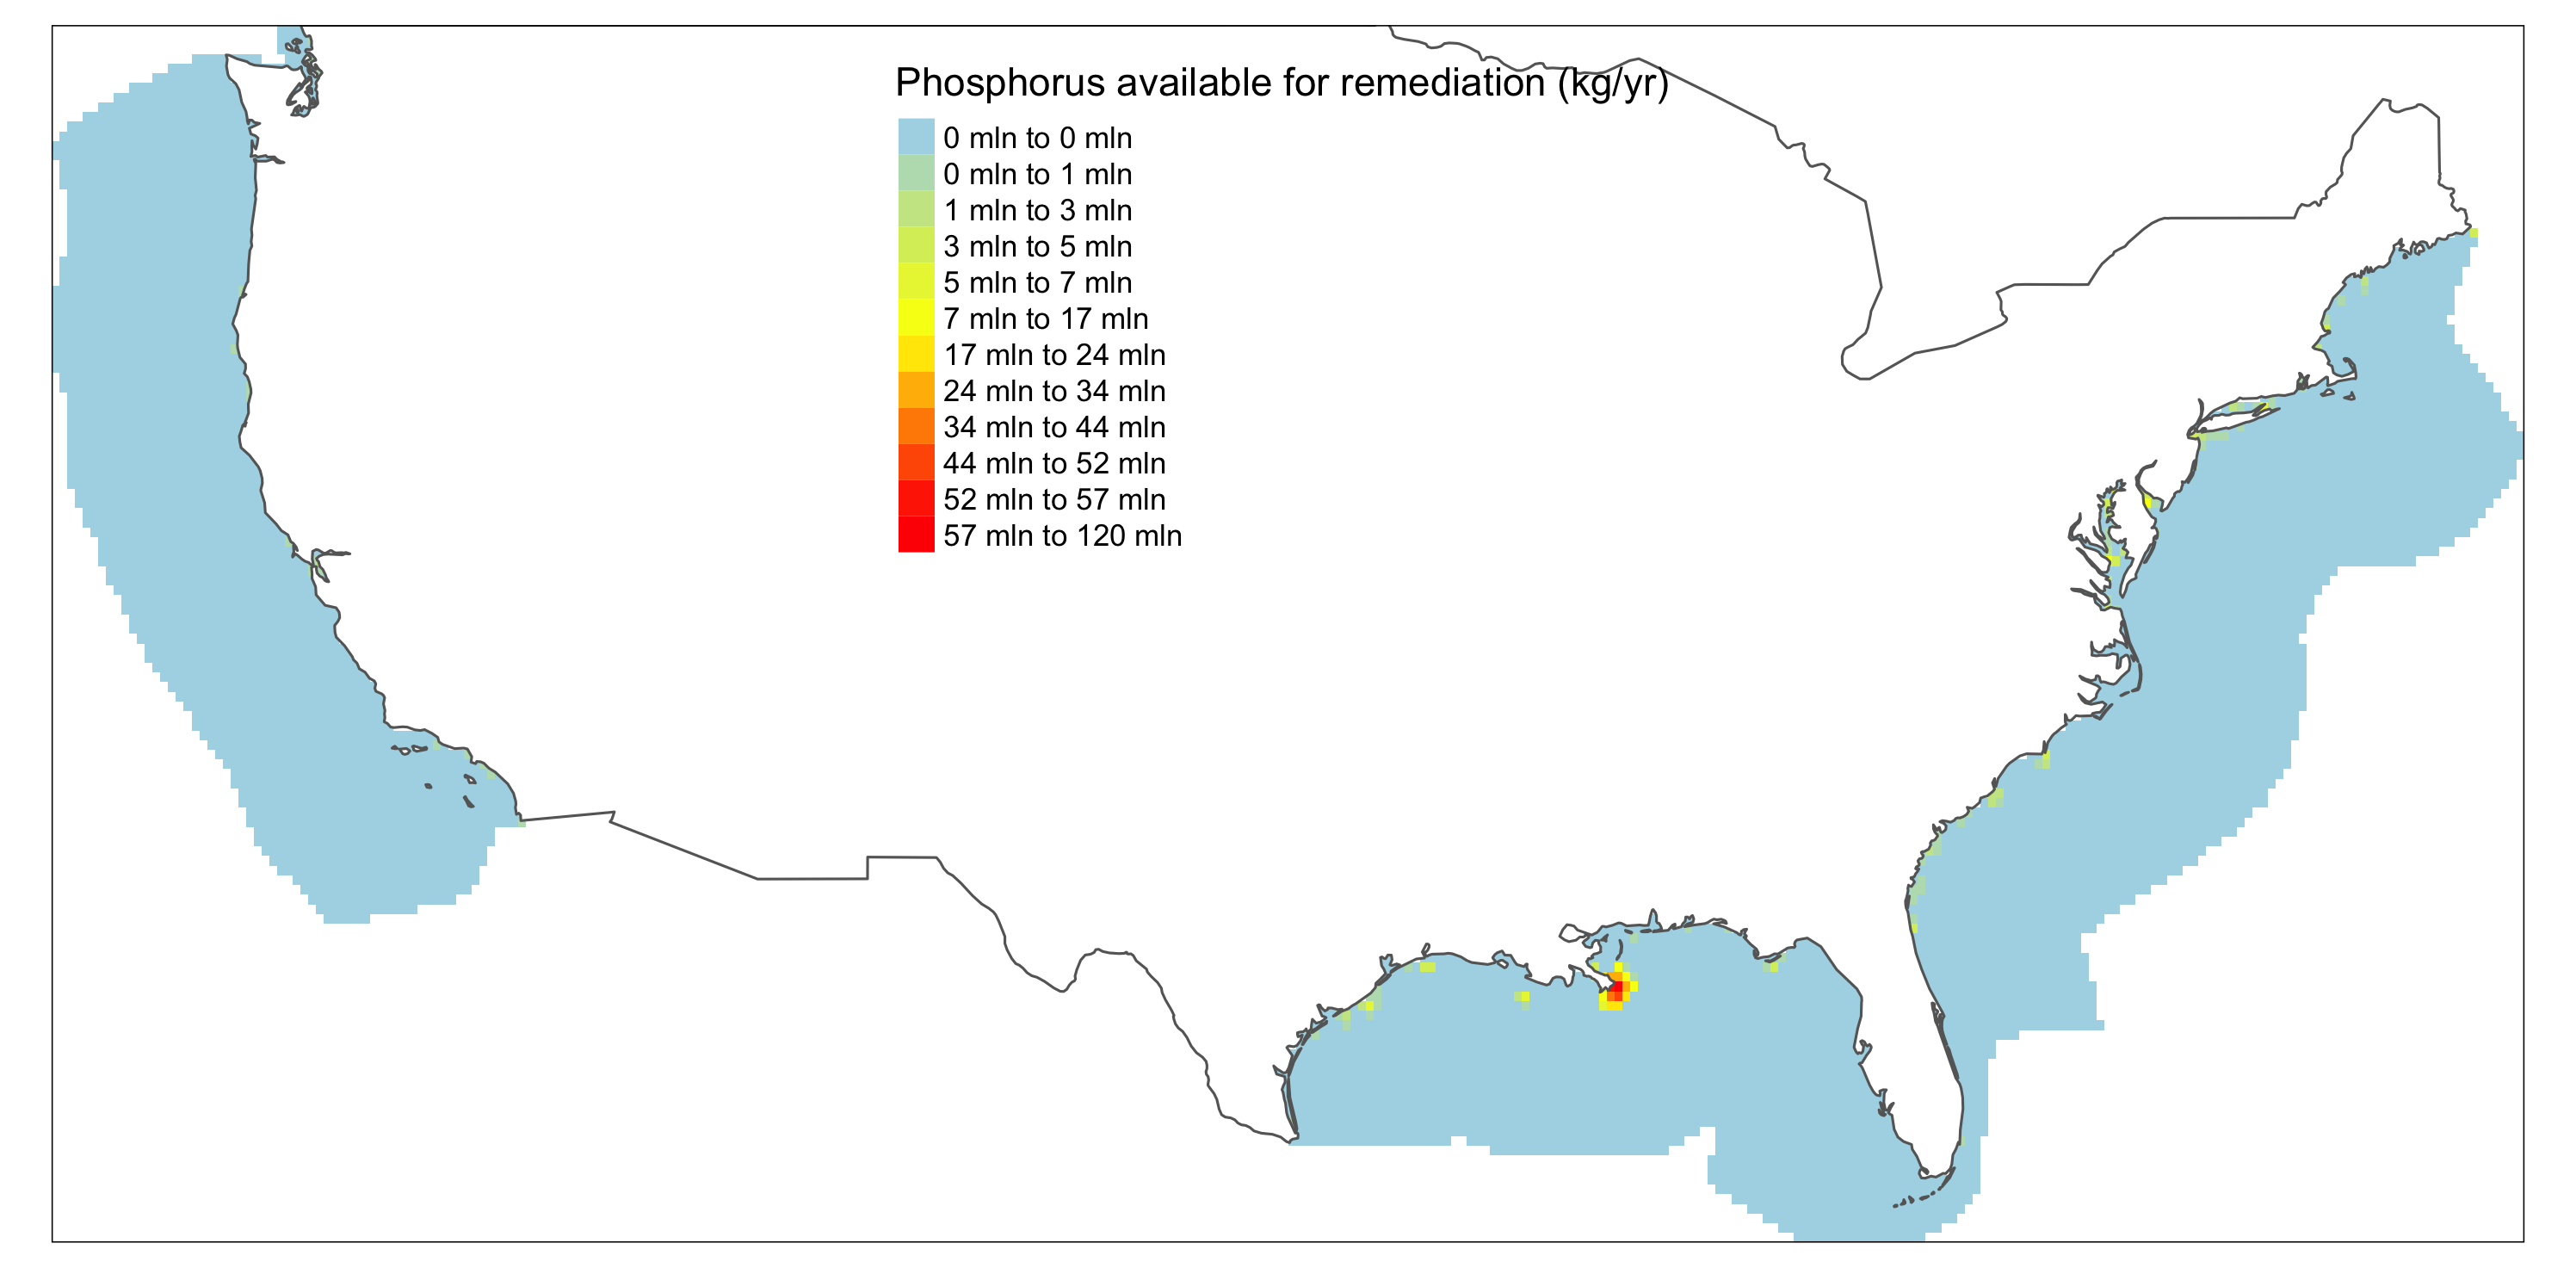 Phosphorus available for remediation (kg/yr)
0 mln to 0 mln
0 mln to 1 mln
1 mln to 3 mln
3 mln to 5 mln
5 mln to 7 mln
7 mln to 17 mln
17 mln to 24 mln
24 mln to 34 mln
34 mln to 44 mln
44 mln to 52 mln
52 mln to 57 mln
57 mln to 120 mln